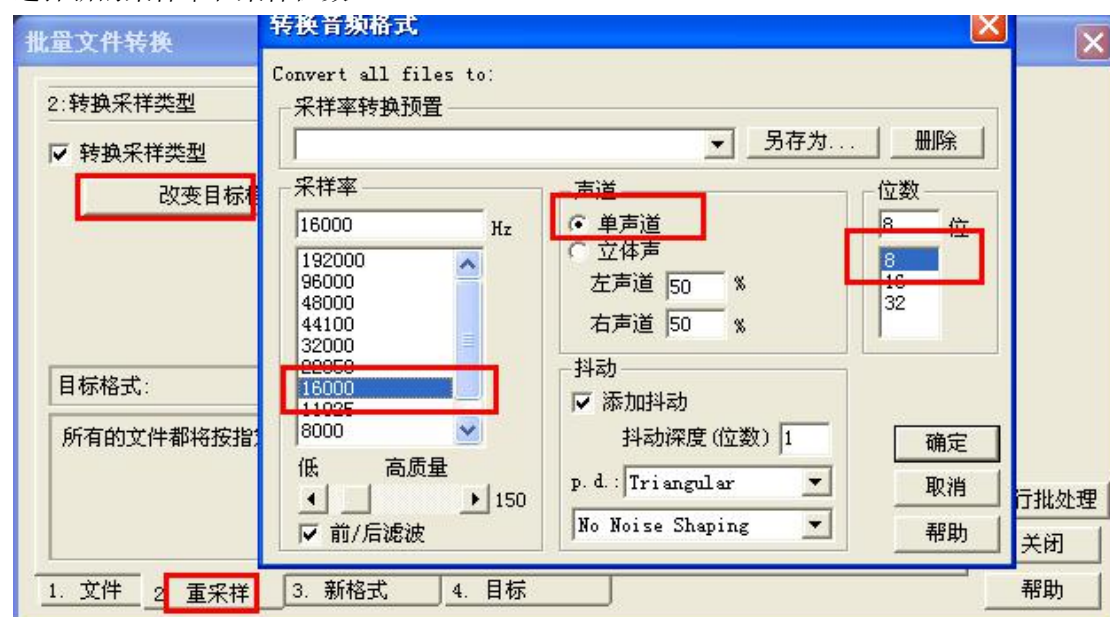 批量文件转换
转换音频格式
Convert all files to:
2:转换采样类型
转换采样类型
改变目标
采样率转换预置
另存为...
删除
采样率
16000 Hz
192000
96000
48000
44100
32000
22050
16000
11025
8000
低 高质量
150
前/后滤波
声道
单声道
立体声
左声道 50 %
右声道 50 %
位数
8 位
8
16
32
抖动
添加抖动
抖动深度(位数) 1
p.d.: Triangular
No Noise Shaping
确定
取消
帮助
目标格式:
所有的文件都将按指
行批处理
关闭
帮助
1. 文件
2 重采样
3. 新格式
4. 目标